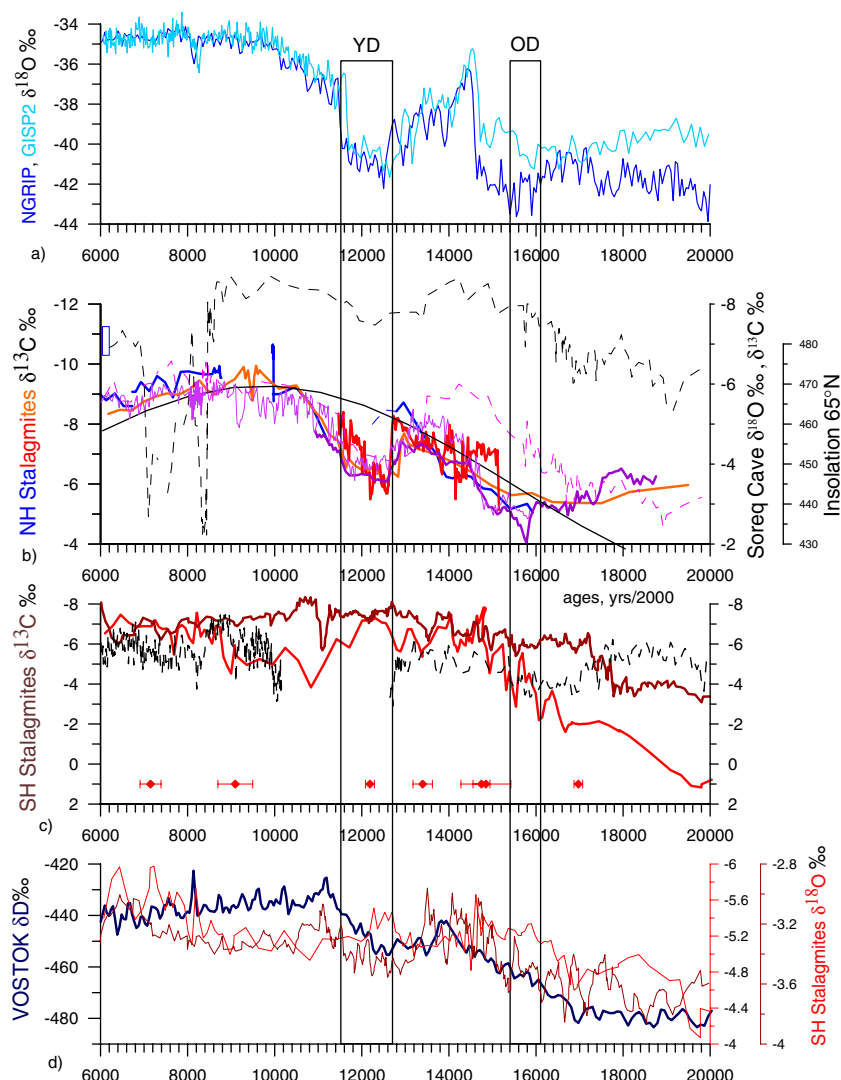 YD OD
-34
-36
-38
-40
-42
-44
NGRIP, GISP2 δ18O ‰
a)
6000 8000 10000 12000 14000 16000 18000 20000
-12
-10
-8
-6
-4
NH Stalagmites δ13C ‰
-8
-6
-4
-2
Soreq Cave δ18O ‰, δ13C ‰
480
470
460
450
440
430
Insolation 65°N
b)
6000 8000 10000 12000 14000 16000 18000 20000
ages, yrs/2000
-8
-6
-4
-2
0
2
SH Stalagmites δ13C ‰
-8
-6
-4
-2
0
2
c)
6000 8000 10000 12000 14000 16000 18000 20000
-420
-440
-460
-480
VOSTOK δD‰
-6
-5.6
-5.2
-4.8
-4.4
-4
-2.8
-3.2
-3.6
-4
SH Stalagmites δ18O ‰
d)
6000 8000 10000 12000 14000 16000 18000 20000